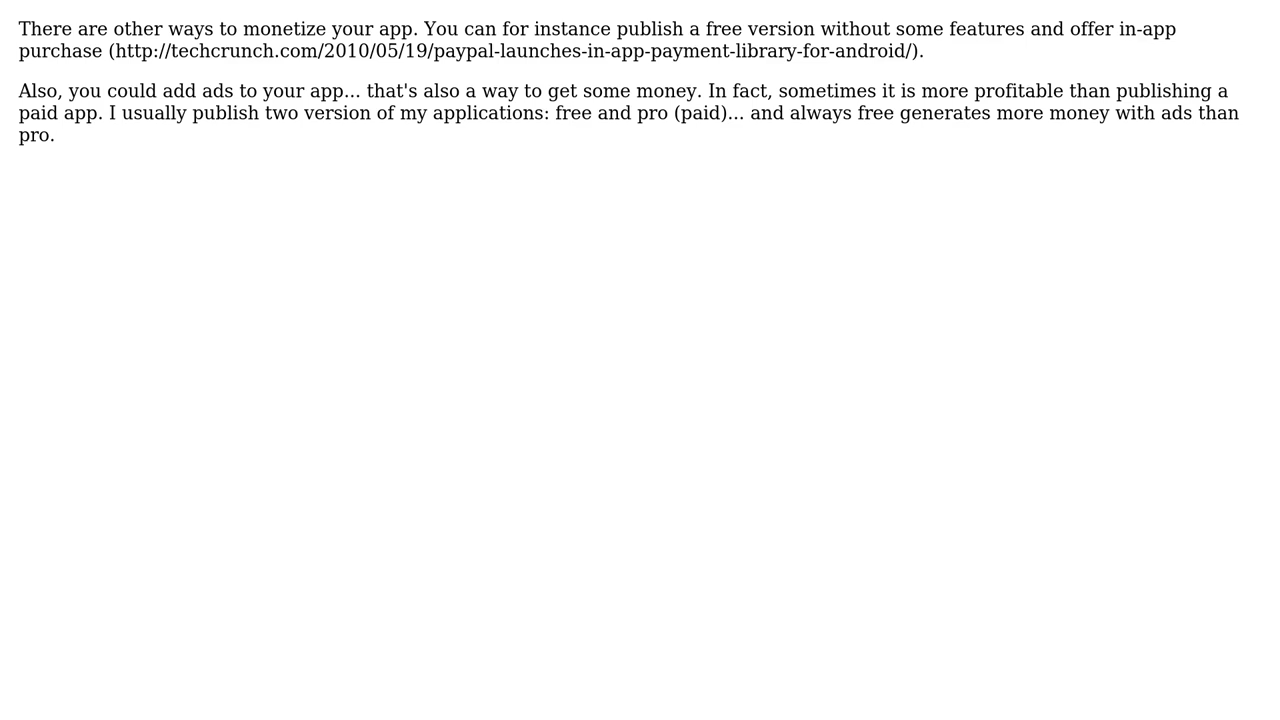 There are other ways to monetize your app. You can for instance publish a free version without some features and offer in-app
purchase (http://techcrunch.com/2010/05/19/paypal-launches-in-app-payment-library-for-android/).
Also, you could add ads to your app... that's also a way to get some money. In fact, sometimes it is more profitable than publishing a
paid app. I usually publish two version of my applications: free and pro (paid)... and always free generates more money with ads than
pro.